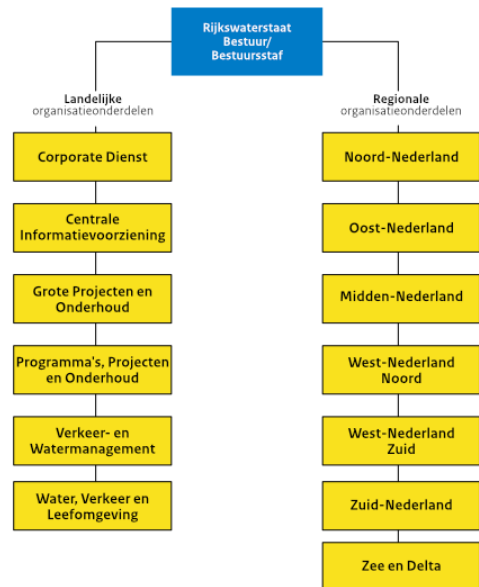 Rijkswaterstaat
Bestuur/
Bestuursstaf
Landelijke
organisatieonderdelen
Corporate Dienst
Centrale
Informatievoorziening
Grote Projecten en
Onderhoud
Programma's, Projecten
en Onderhoud
Verkeer- en
Watermanagement
Water, Verkeer en
Leefomgeving
Regionale
organisatieonderdelen
Noord-Nederland
Oost-Nederland
Midden-Nederland
West-Nederland
Noord
West-Nederland
Zuid
Zuid-Nederland
Zee en Delta